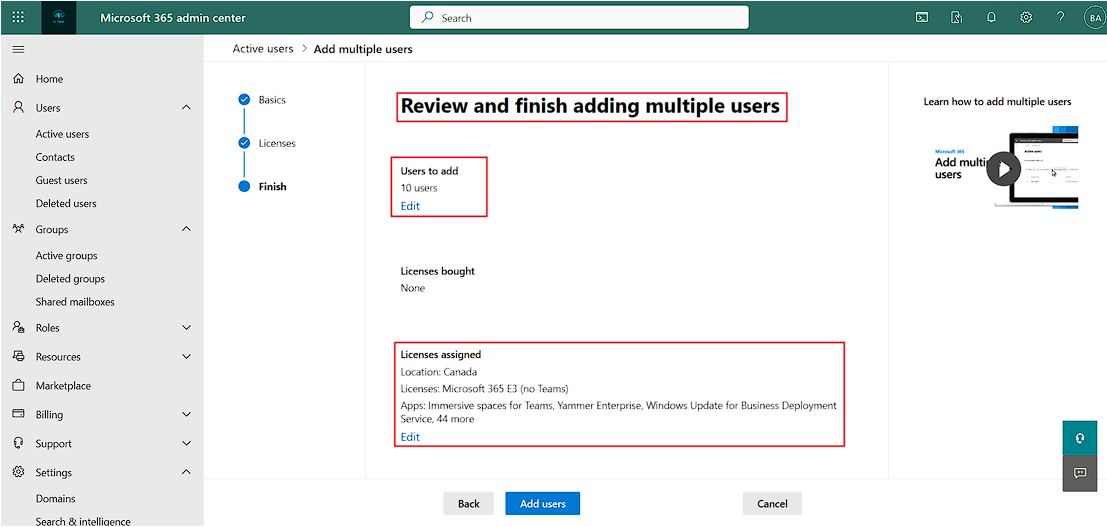 Microsoft 365 admin center
Search
BA
Active users > Add multiple users
Home
Users
Active users
Contacts
Guest users
Deleted users
Groups
Active groups
Deleted groups
Shared mailboxes
Roles
Resources
Marketplace
Billing
Support
Settings
Domains
Search & intelligence
Basics
Licenses
Finish
Review and finish adding multiple users
Users to add
10 users
Edit
Licenses bought
None
Licenses assigned
Location: Canada
Licenses: Microsoft 365 E3 (no Teams)
Apps: Immersive spaces for Teams, Yammer Enterprise, Windows Update for Business Deployment
Service, 44 more
Edit
Back
Add users
Cancel
Learn how to add multiple users
Microsoft 365
Add multi
users